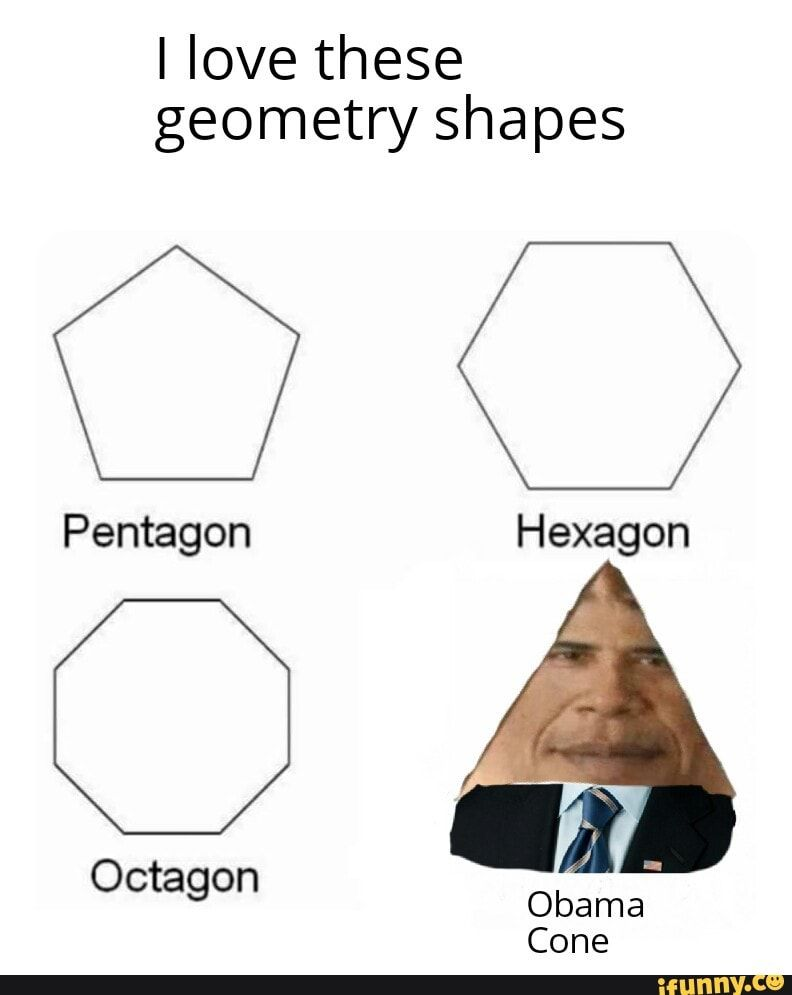 I love these
geometry shapes
Pentagon
Hexagon
Octagon
Obama
Cone
ifunny.co